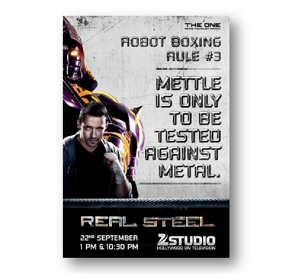 THE ONE
ROBOT BOXING
RULE #3
METTLE
IS ONLY
TO BE
TESTED
AGAINST
METAL.
REAL STEEL
22ND SEPTEMBER
1 PM & 10:30 PM
Z STUDIO
HOLLYWOOD ON TELEVISION